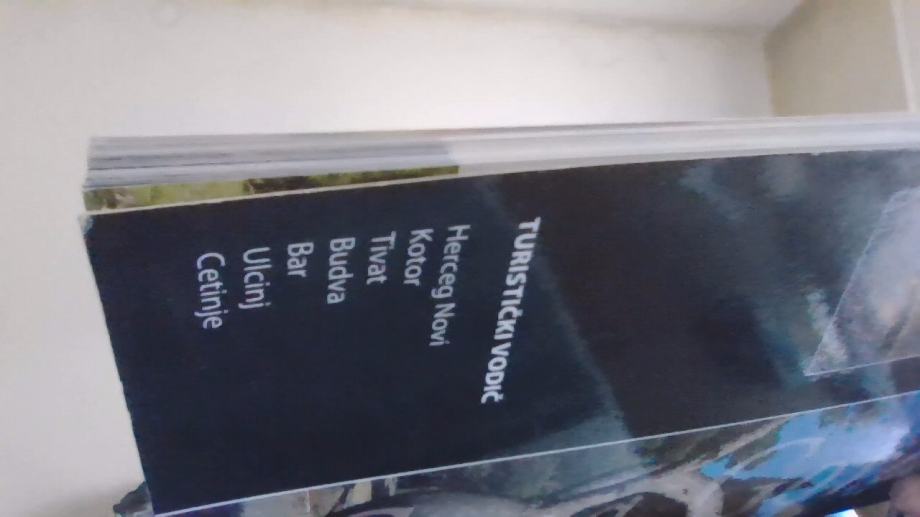 TURISTIČKI VODIČ
Herceg Novi
Kotor
Tivat
Budva
Bar
Ulcinj
Cetinje